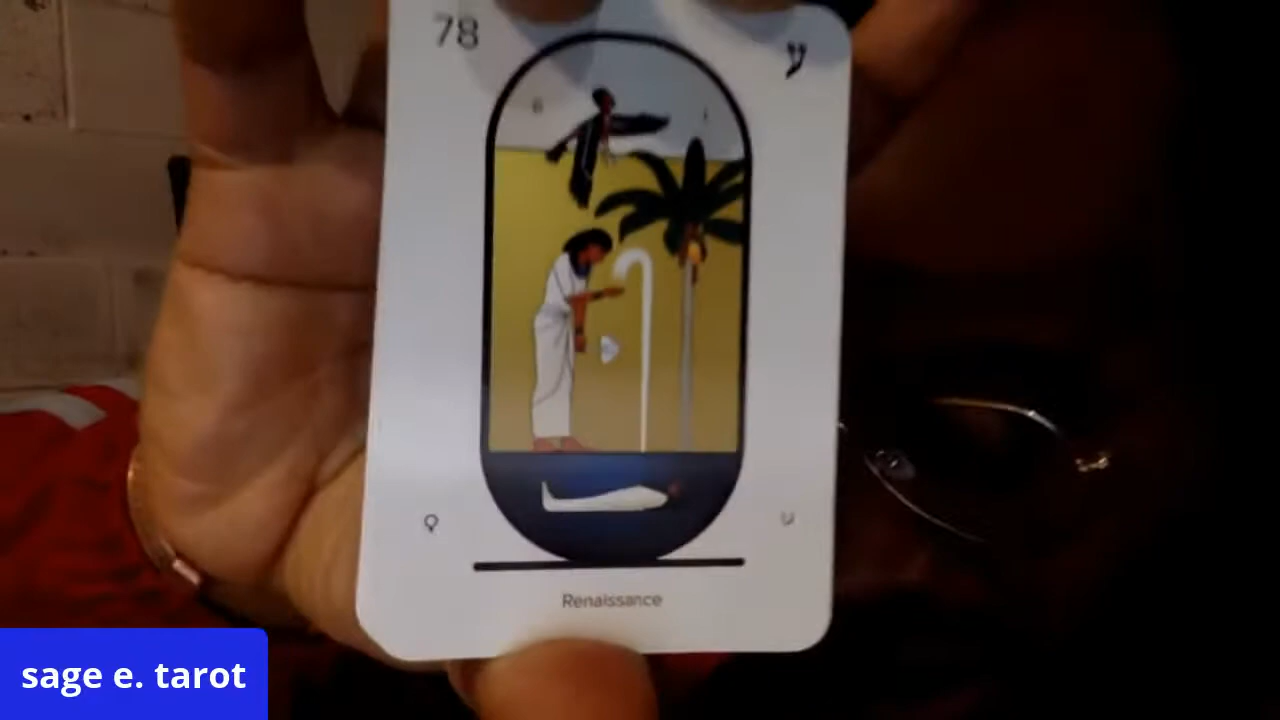 78
ע
Renaissance
sage e. tarot